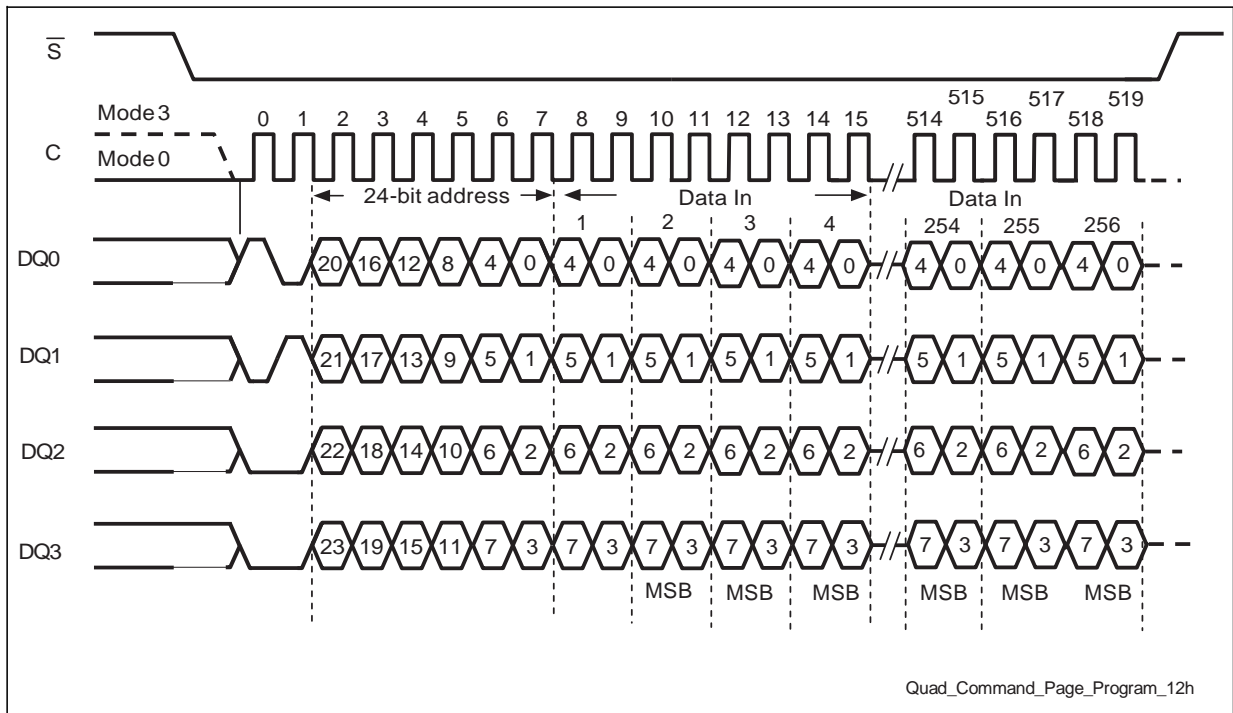 S
Mode 3
C
Mode 0
0 1 2 3 4 5 6 7 8 9 10 11 12 13 14 15 514 515 516 517 518 519
24-bit address Data In Data In
1 2 3 4 254 255 256
DQ0 20 16 12 8 4 0 4 0 4 0 4 0 4 0 4 0 4 0 4 0
DQ1 21 17 13 9 5 1 5 1 5 1 5 1 5 1 5 1 5 1 5 1
DQ2 22 18 14 10 6 2 6 2 6 2 6 2 6 2 6 2 6 2 6 2
DQ3 23 19 15 11 7 3 7 3 7 3 7 3 7 3 7 3 7 3 7 3
MSB MSB MSB MSB MSB MSB
Quad_Command_Page_Program_12h